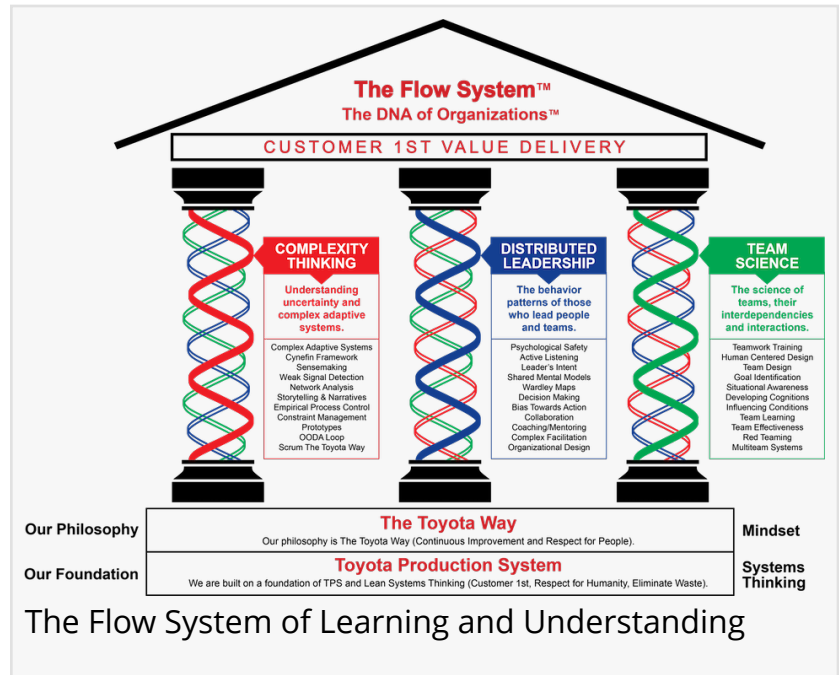 The Flow System™
The DNA of Organizations™
CUSTOMER 1ST VALUE DELIVERY
COMPLEXITY
THINKING
Understanding
uncertainty and
complex adaptive
systems.
Complex Adaptive Systems
Cynefin Framework
Sensemaking
Weak Signal Detection
Network Analysis
Storytelling & Narratives
Empirical Process Control
Constraint Management
Prototypes
OODA Loop
Scrum The Toyota Way
DISTRIBUTED
LEADERSHIP
The behavior
patterns of those
who lead people
and teams.
Psychological Safety
Active Listening
Leader's Intent
Shared Mental Models
Wardley Maps
Decision Making
Bias Towards Action
Collaboration
Coaching/Mentoring
Complex Facilitation
Organizational Design
TEAM
SCIENCE
The science of
teams, their
interdependencies
and interactions.
Teamwork Training
Human Centered Design
Team Design
Goal Identification
Situational Awareness
Developing Cognitions
Influencing Conditions
Team Learning
Team Effectiveness
Red Teaming
Multiteam Systems
Our Philosophy
The Toyota Way
Our philosophy is The Toyota Way (Continuous Improvement and Respect for People).
Mindset
Our Foundation
Toyota Production System
We are built on a foundation of TPS and Lean Systems Thinking (Customer 1st, Respect for Humanity, Eliminate Waste).
Systems
Thinking
The Flow System of Learning and Understanding